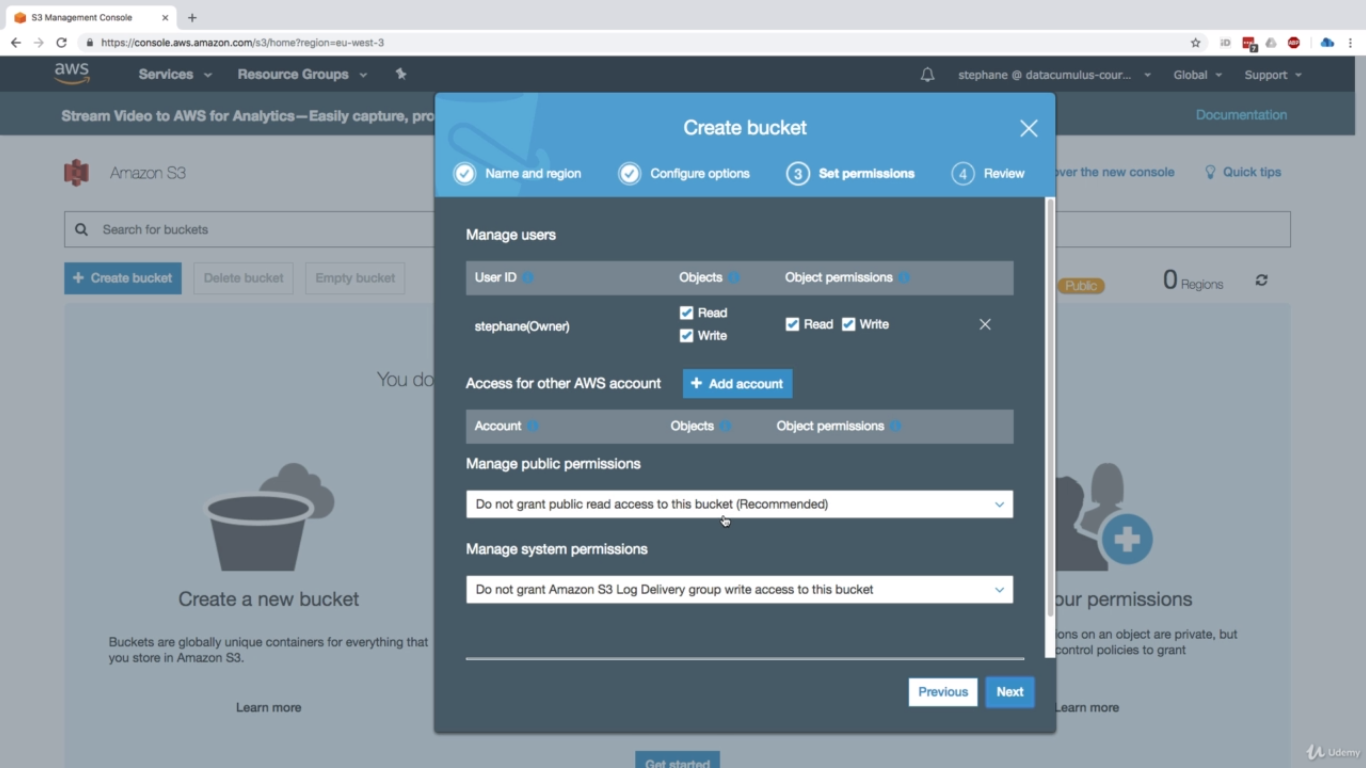 S3 Management Console
https://console.aws.amazon.com/s3/home?region=eu-west-3
aws
Services
Resource Groups
stephane @ datacumulus-cour...
Global
Support
Stream Video to AWS for Analytics—Easily capture, pro
Documentation
Create bucket
Name and region
Configure options
3 Set permissions
4 Review
Amazon S3
over the new console
Quick tips
Search for buckets
+ Create bucket
Delete bucket
Empty bucket
Public
0 Regions
Manage users
User ID
Objects
Object permissions
stephane(Owner)
Read
Write
Read
Write
Access for other AWS account
+ Add account
Account
Objects
Object permissions
Manage public permissions
Do not grant public read access to this bucket (Recommended)
Manage system permissions
Do not grant Amazon S3 Log Delivery group write access to this bucket
Previous
Next
You do
Create a new bucket
Buckets are globally unique containers for everything that
you store in Amazon S3.
Learn more
our permissions
ions on an object are private, but
control policies to grant
Learn more
Get started
Udemy